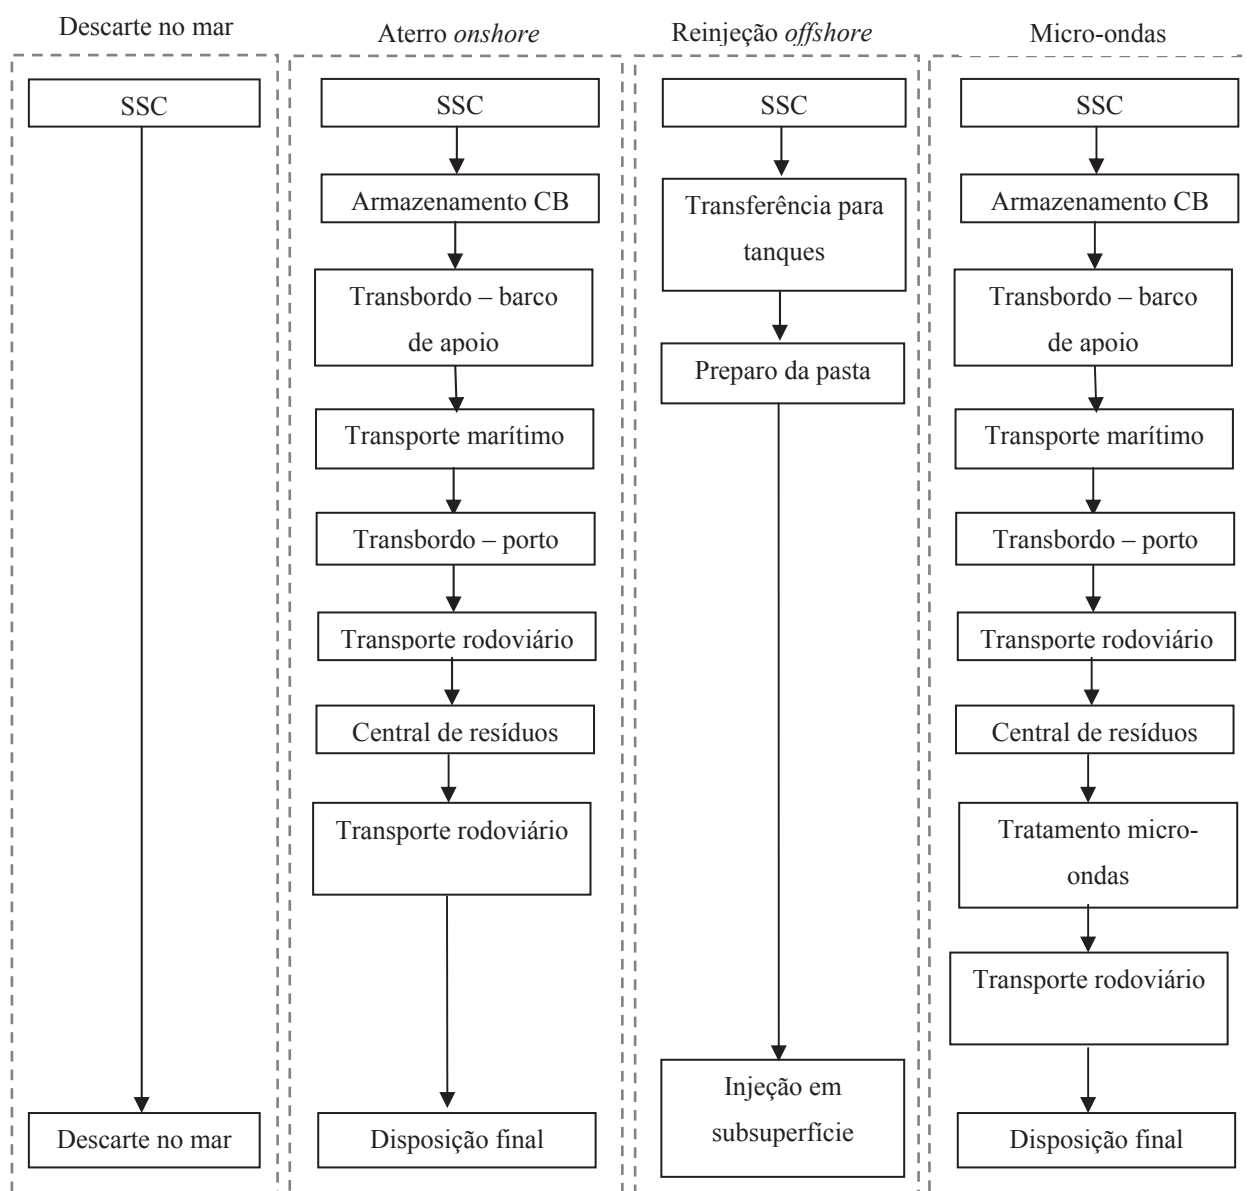 Descarte no mar
SSC
Descarte no mar
Aterro onshore
SSC
Armazenamento CB
Transbordo – barco
de apoio
Transporte marítimo
Transbordo – porto
Transporte rodoviário
Central de resíduos
Transporte rodoviário
Disposição final
Reinjeção offshore
SSC
Transferência para
tanques
Preparo da pasta
Injeção em
subsuperfície
Micro-ondas
SSC
Armazenamento CB
Transbordo – barco
de apoio
Transporte marítimo
Transbordo – porto
Transporte rodoviário
Central de resíduos
Tratamento micro-
ondas
Transporte rodoviário
Disposição final